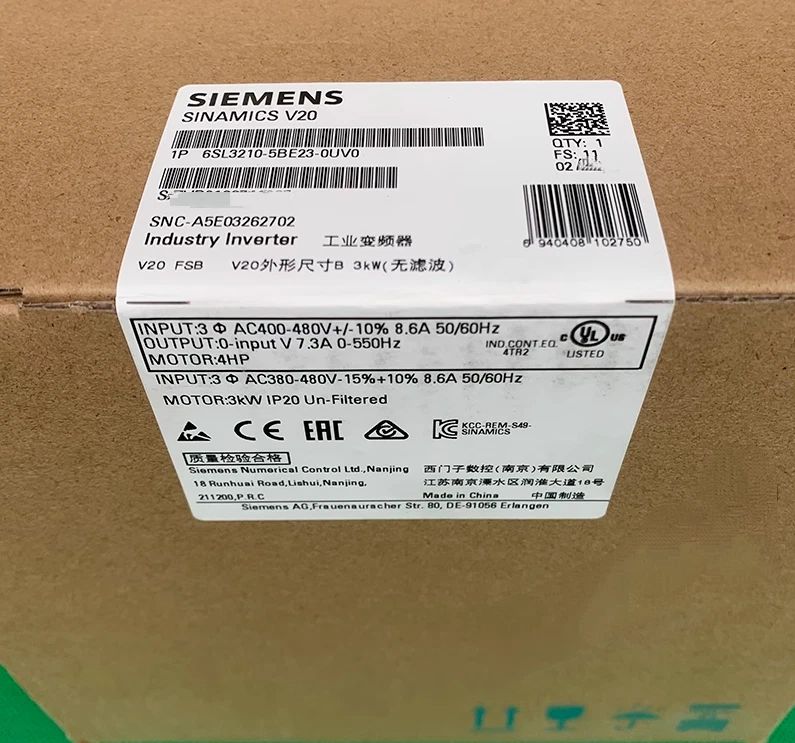 SIEMENS
SINAMICS V20
1P 6SL3210-5BE23-0UV0
QTY: 1
FS: 11
02/
SNC-A5E03262702
Industry Inverter 工业变频器
6 940408 102750
V20 FSB V20外形尺寸B 3kW(无滤波)
INPUT:3 Φ AC400-480V+/-10% 8.6A 50/60Hz
OUTPUT:0-input V 7.3A 0-550Hz
MOTOR:4HP
IND.CONT.EQ.
4TR2
C UL US
LISTED
INPUT:3 Φ AC380-480V-15%+10% 8.6A 50/60Hz
MOTOR:3kW IP20 Un-Filtered
CE EAC
KCC-REM-S49-
SINAMICS
质量检验合格
Siemens Numerical Control Ltd.,Nanjing
18 Runhuai Road,Lishui,Nanjing,
211200,P.R.C
西门子数控(南京)有限公司
江苏南京溧水区润淮大道18号
Made in China 中国制造
Siemens AG,Frauenauracher Str. 80, DE-91056 Erlangen